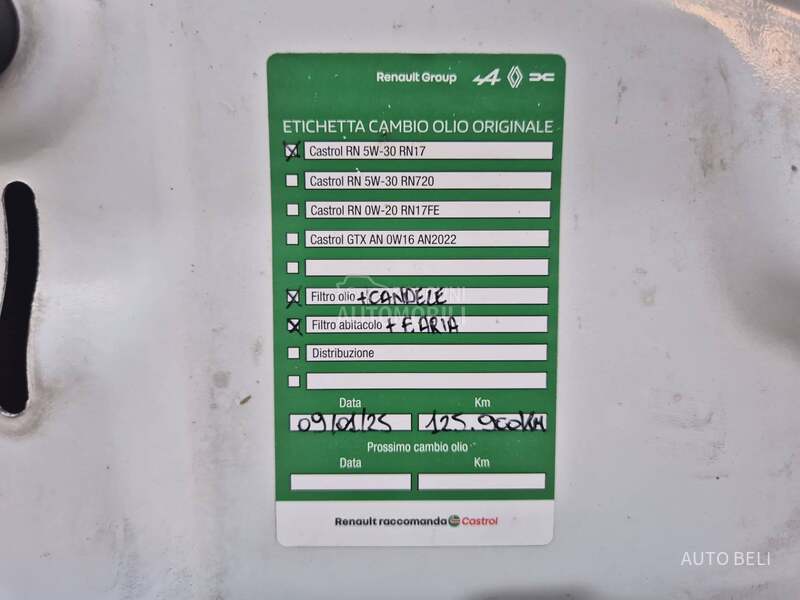 Renault Group
ETICHETTA CAMBIO OLIO ORIGINALE
Castrol RN 5W-30 RN17
Castrol RN 5W-30 RN720
Castrol RN 0W-20 RN17FE
Castrol GTX AN 0W16 AN2022
Filtro olio +CANDELE
AUTOMOBILI
Filtro abitacolo + F. ARIA
Distribuzione
Data Km
09/01/25 125.900KM
Prossimo cambio olio
Data Km
Renault raccomanda Castrol
AUTO BELI